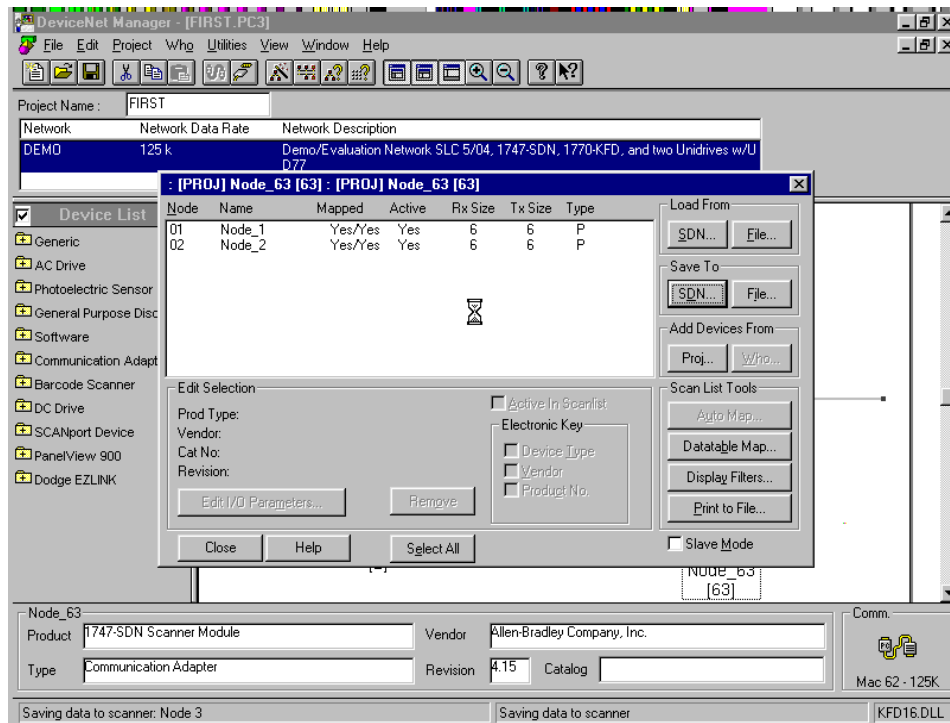 DeviceNet Manager - [FIRST.PC3]
File Edit Project Who Utilities View Window Help
Project Name : FIRST
Network Network Data Rate Network Description
DEMO 125 k Demo/Evaluation Network SLC 5/04, 1747-SDN, 1770-KFD, and two Unidrives w/U
D77
: [PROJ] Node_63 [63] : [PROJ] Node_63 [63]
Node Name Mapped Active Rx Size Tx Size Type
01 Node_1 Yes/Yes Yes 6 6 P
02 Node_2 Yes/Yes Yes 6 6 P
Load From
SDN... File...
Save To
SDN... File...
Add Devices From
Proj... Who...
Scan List Tools
Auto Map...
Datatable Map...
Display Filters...
Print to File...
Slave Mode
Edit Selection
Prod Type:
Vendor:
Cat No:
Revision:
Edit I/O Parameters...
Remove
Active In Scanlist
Electronic Key
Device Type
Vendor
Product No.
Close Help Select All
Device List
Generic
AC Drive
Photoelectric Sensor
General Purpose Disc
Software
Communication Adapt
Barcode Scanner
DC Drive
SCANport Device
PanelView 900
Dodge EZLINK
Node_63
[63]
Node_63
Product 1747-SDN Scanner Module Vendor Allen-Bradley Company, Inc.
Type Communication Adapter Revision 4.15 Catalog
Comm.
PC
Mac 62 - 125K
Saving data to scanner: Node 3 Saving data to scanner KFD16.DLL